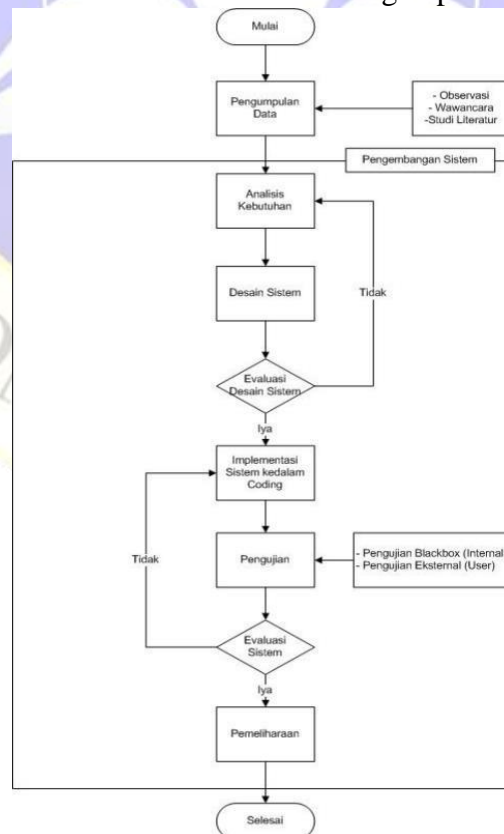 Mulai
Pengumpulan
Data
- Observasi
- Wawancara
-Studi Literatur
Pengembangan Sistem
Analisis
Kebutuhan
Desain Sistem
Tidak
Evaluasi
Desain Sistem
Iya
Implementasi
Sistem kedalam
Coding
Tidak
Pengujian
- Pengujian Blackbox (Internal
- Pengujian Eksternal (User)
Evaluasi
Sistem
Iya
Pemeliharaan
Selesai